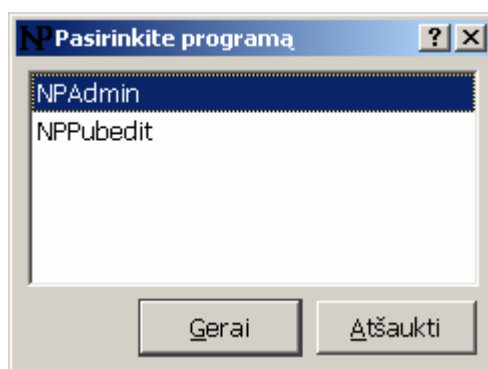 NP Pasirinkite programą ? ×
NPAdmin
NPPubedit
Gerai Atšaukti